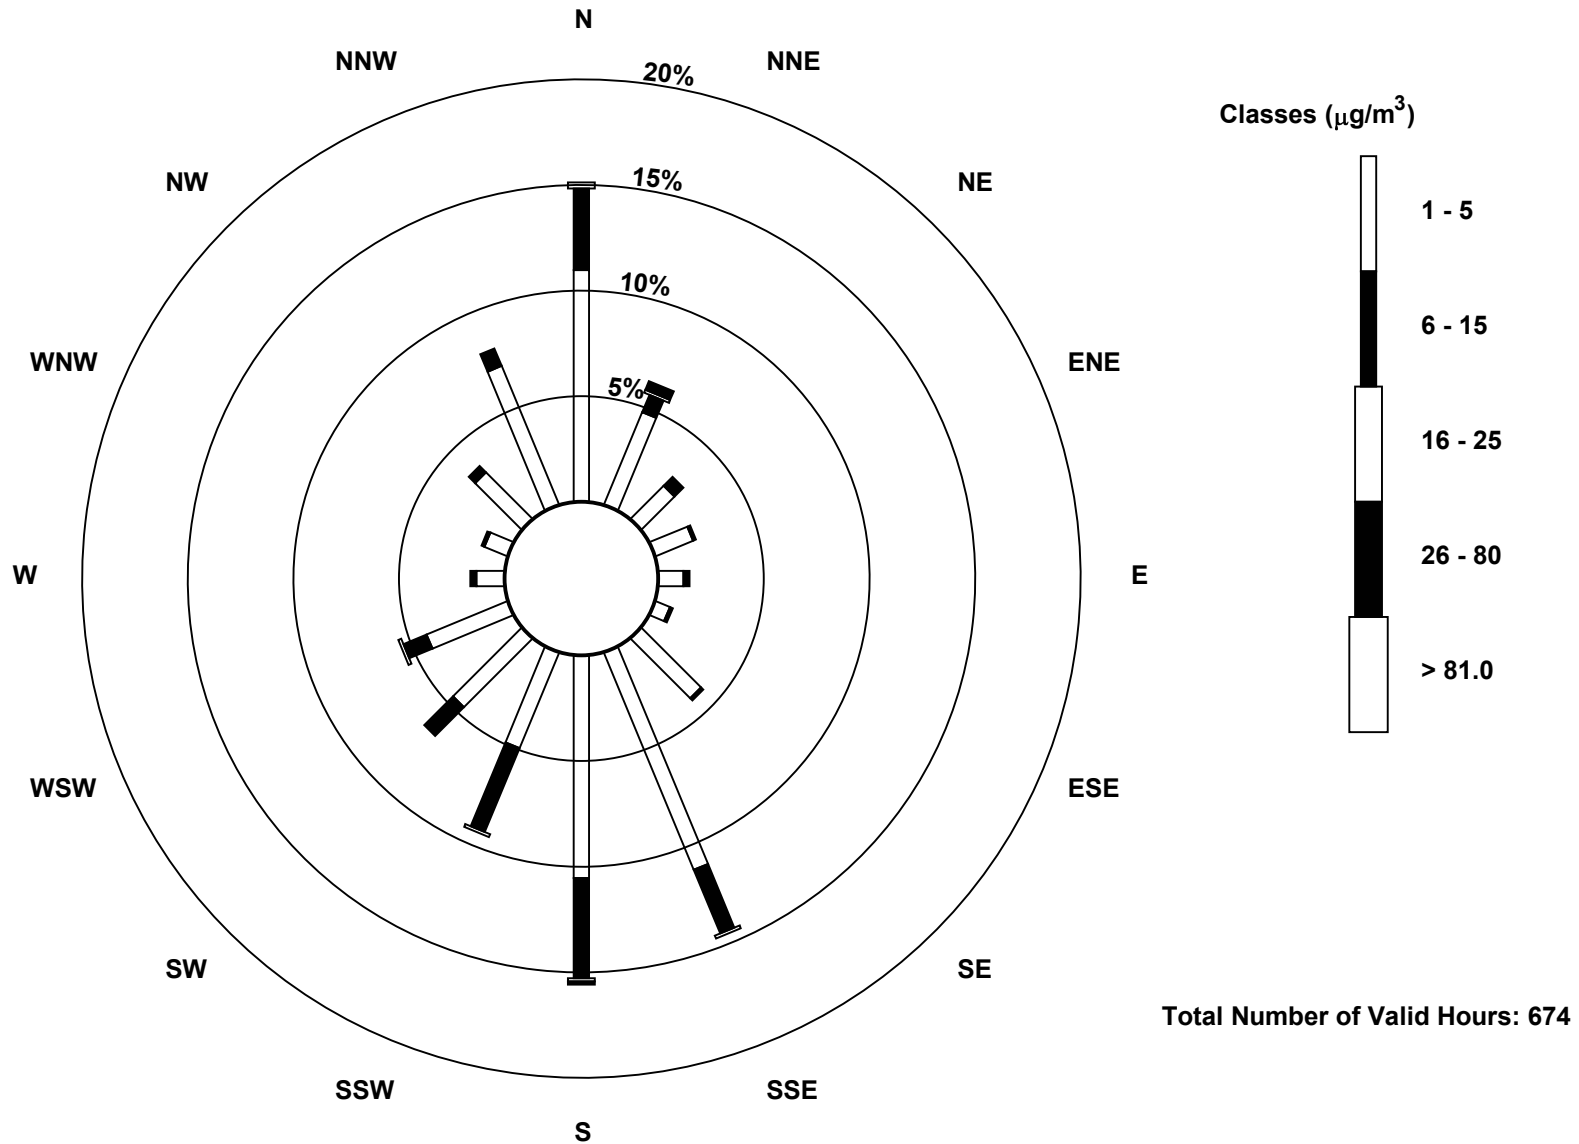 N
NNW
NNE
20%
Classes (μg/m³)
15%
NW
NE
1 - 5
10%
6 - 15
WNW
ENE
5%
16 - 25
26 - 80
W
E
> 81.0
WSW
ESE
SW
SE
Total Number of Valid Hours: 674
SSW
SSE
S